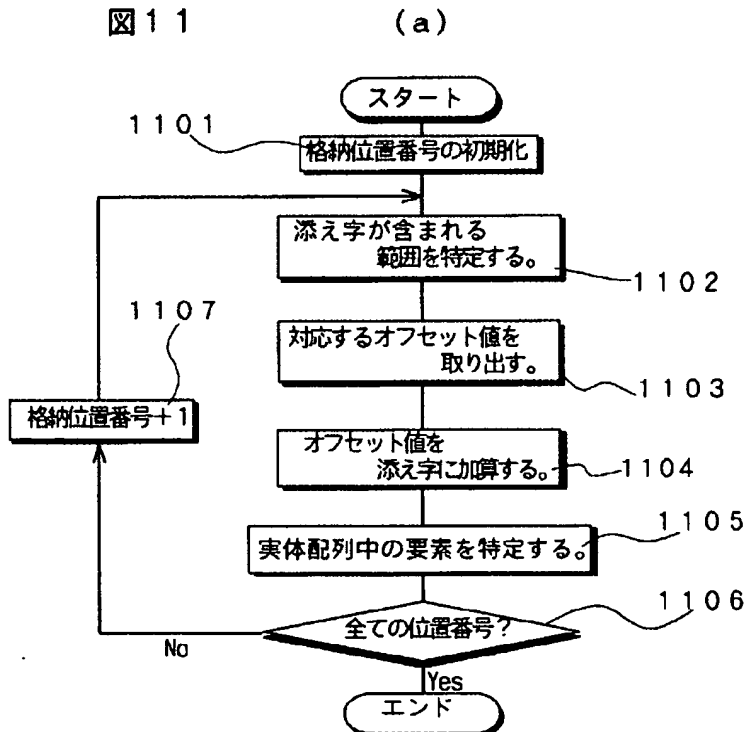 図11 (a)
スタート
1101
格納位置番号の初期化
添え字が含まれる
範囲を特定する。
1102
対応するオフセット値を
取り出す。
1103
1107
格納位置番号+1
オフセット値を
添え字に加算する。
1104
1105
実体配列中の要素を特定する。
1106
全ての位置番号?
No
Yes
エンド